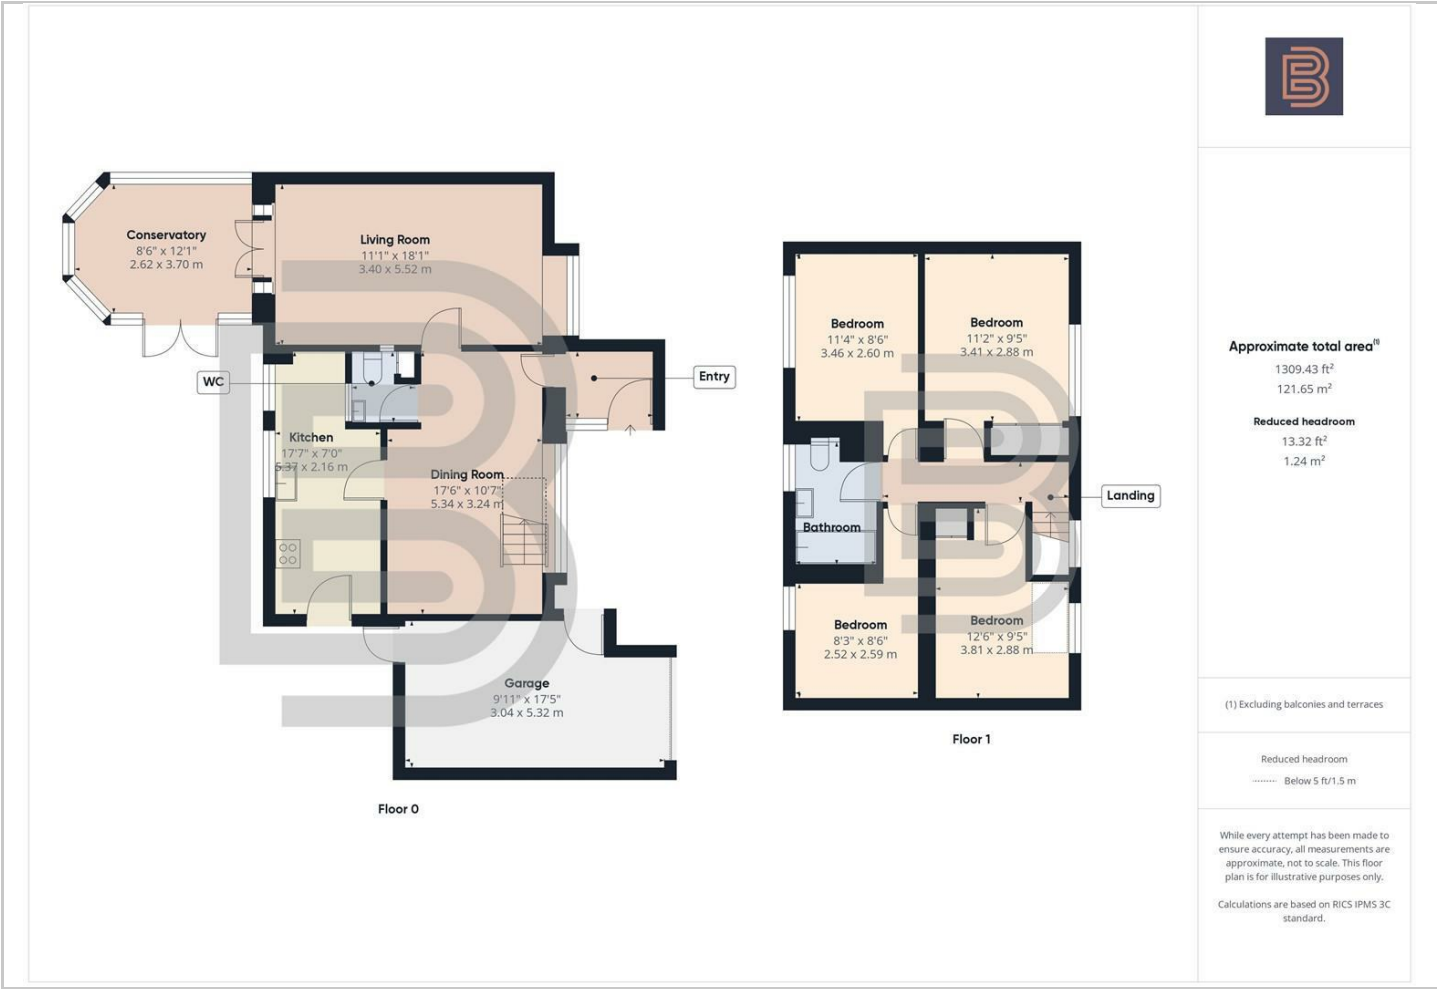 Conservatory
8'6" x 12'1"
2.62 x 3.70 m
Living Room
11'1" x 18'1"
3.40 x 5.52 m
WC
Entry
Kitchen
17'7" x 7'0"
5.37 x 2.16 m
Dining Room
17'6" x 10'7"
5.34 x 3.24 m
Garage
9'11" x 17'5"
3.04 x 5.32 m
Floor 0
Bedroom
11'4" x 8'6"
3.46 x 2.60 m
Bedroom
11'2" x 9'5"
3.41 x 2.88 m
Landing
Bathroom
Bedroom
8'3" x 8'6"
2.52 x 2.59 m
Bedroom
12'6" x 9'5"
3.81 x 2.88 m
Floor 1
B
Approximate total area⁽¹⁾
1309.43 ft²
121.65 m²
Reduced headroom
13.32 ft²
1.24 m²
(1) Excluding balconies and terraces
Reduced headroom
Below 5 ft/1.5 m
While every attempt has been made to
ensure accuracy, all measurements are
approximate, not to scale. This floor
plan is for illustrative purposes only.
Calculations are based on RICS IPMS 3C
standard.